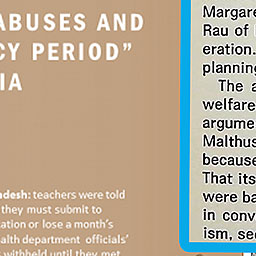 ABUSES AND
CY PERIOD”
IA
desh: teachers were told
they must submit to
ation or lose a month's
alth department officials'
withheld until they met
Margare
Rau of
eration.
planning
The a
welfare
argume
Malthus
because
That its
were ba
in conv
ism, sec